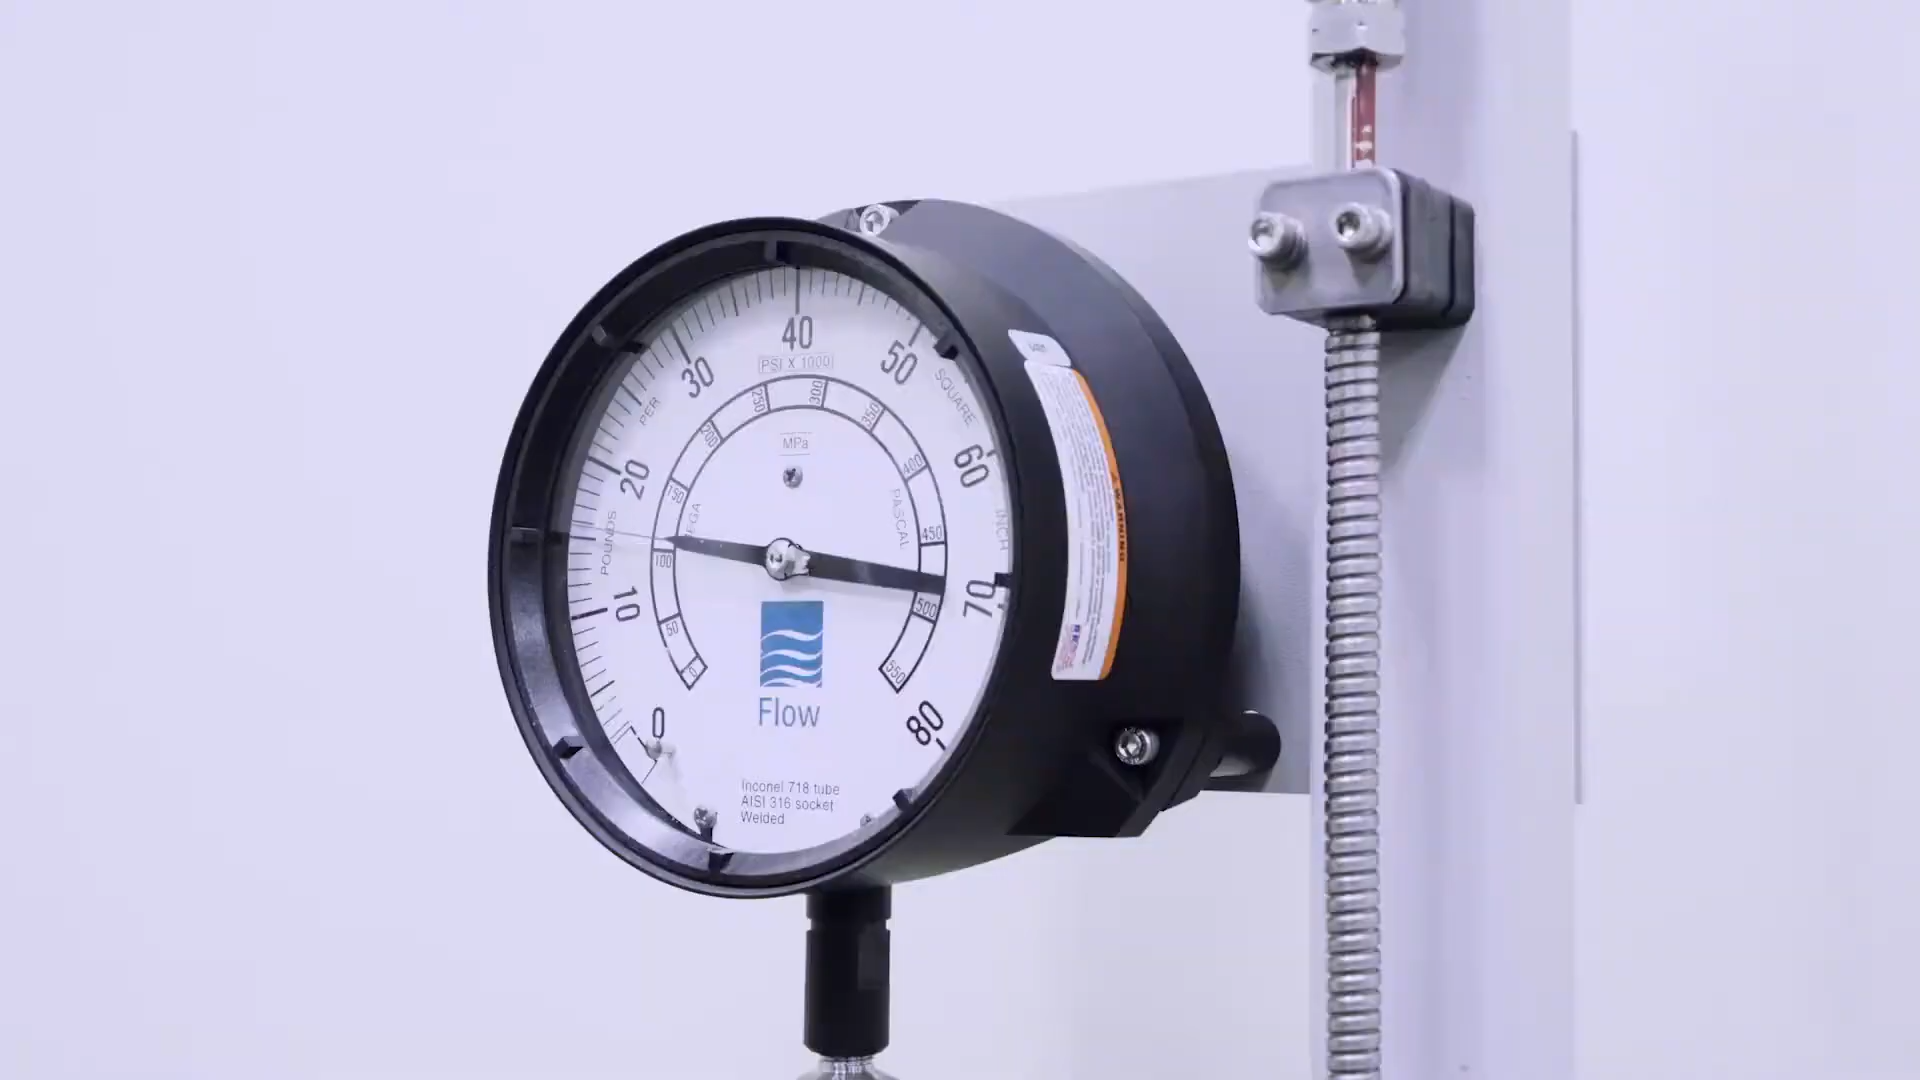 40
PSI X 1000
30
50
PER
SQUARE
20
60
POUNDS
INCH
10
70
0
80
250
300
200
350
150
400
100
450
50
500
0
550
MPa
PASCAL
Flow
Inconel 718 tube
AISI 316 socket
Welded
WARNING